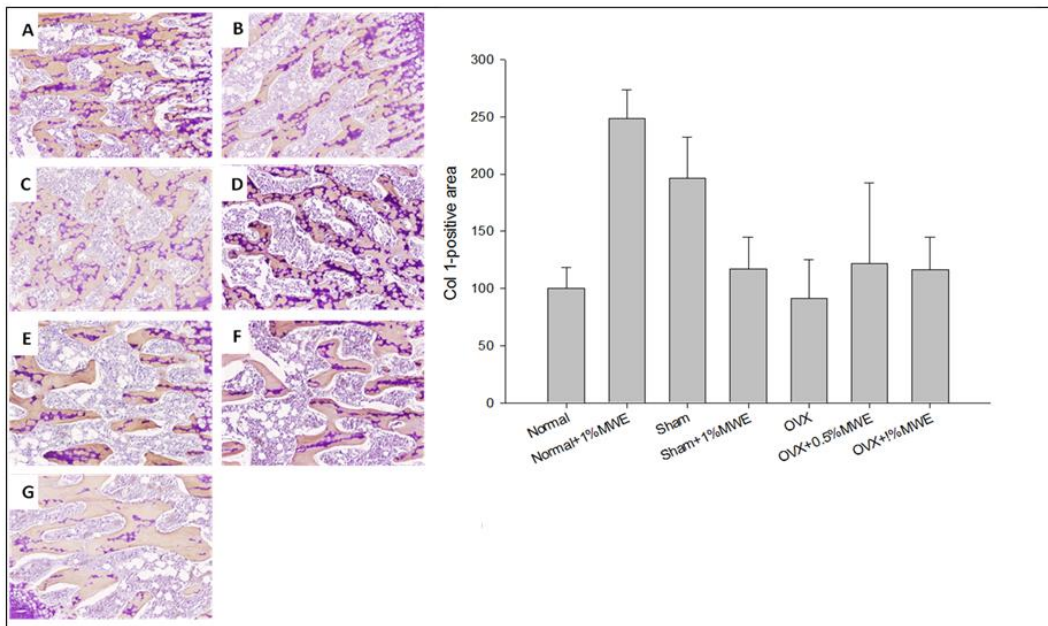 A
B
C
D
E
F
G
300
250
200
150
100
50
0
Col 1-positive area
Normal
Normal+1%MWE
Sham
Sham+1%MWE
OVX
OVX+0.5%MWE
OVX+!%MWE